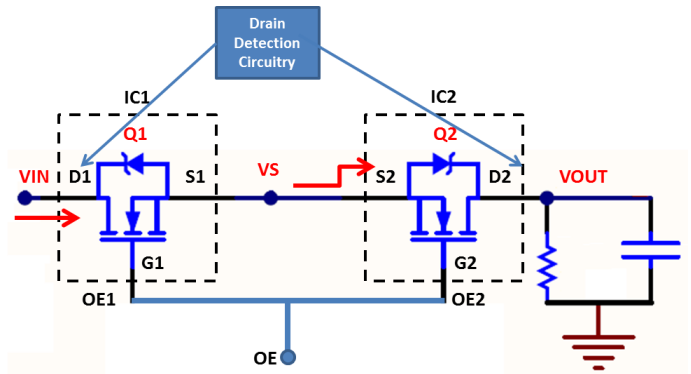 Drain
Detection
Circuitry
IC1
IC2
Q1
Q2
VIN
D1
S1
VS
S2
D2
VOUT
G1
G2
OE1
OE2
OE